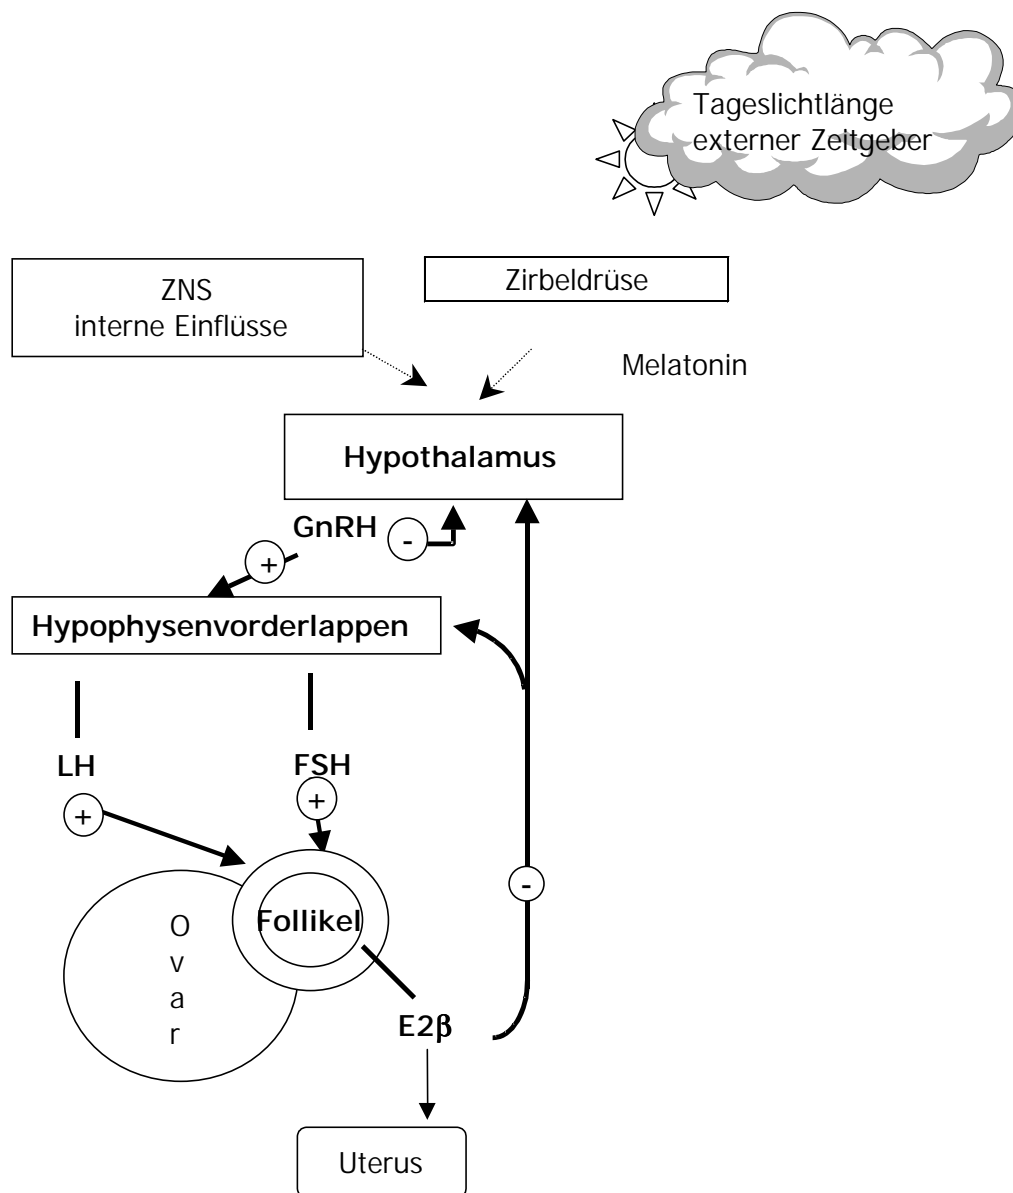 Tageslichtlänge
externer Zeitgeber
ZNS
interne Einflüsse
Zirbeldrüse
Melatonin
Hypothalamus
GnRH
-
+
Hypophysenvorderlappen
LH
FSH
+
+
Follikel
-
O
v
a
r
E2β
Uterus